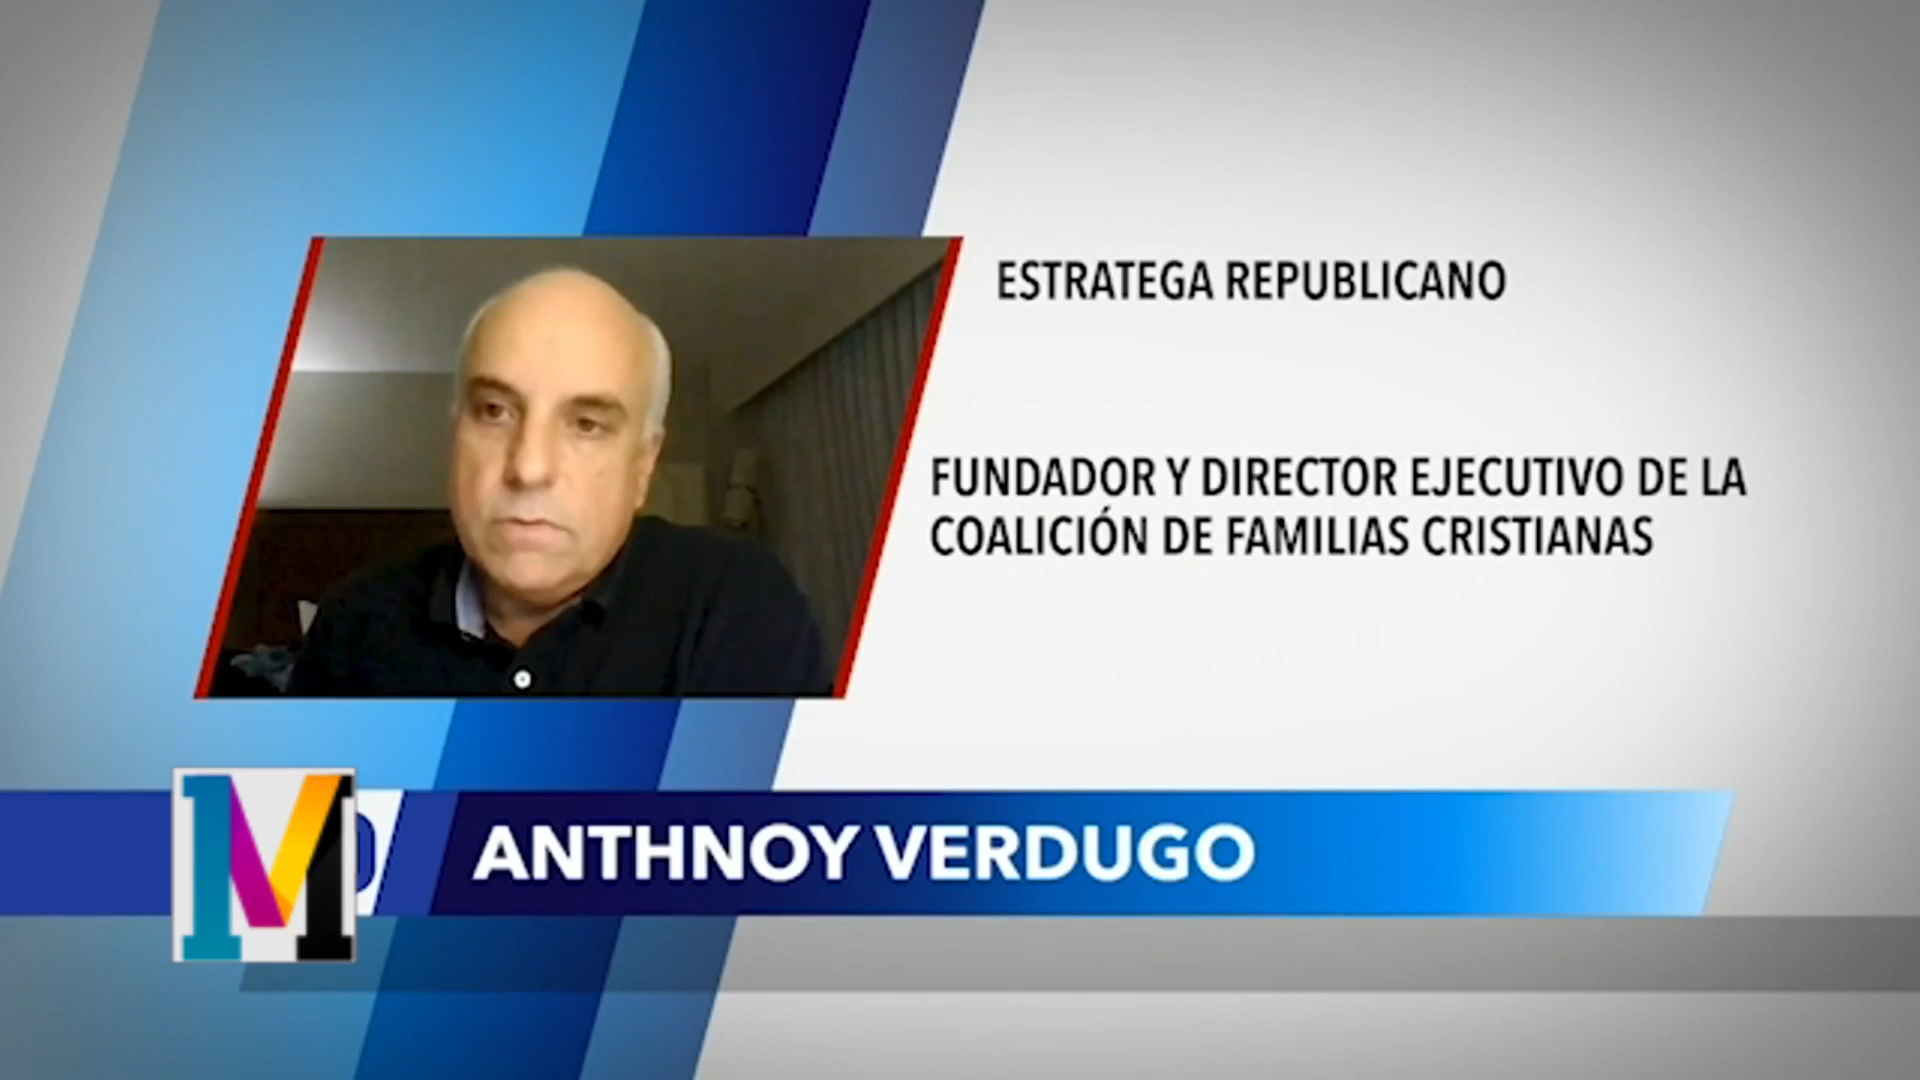 ESTRATEGA REPUBLICANO
FUNDADOR Y DIRECTOR EJECUTIVO DE LA
COALICIÓN DE FAMILIAS CRISTIANAS
M
ANTHNOY VERDUGO